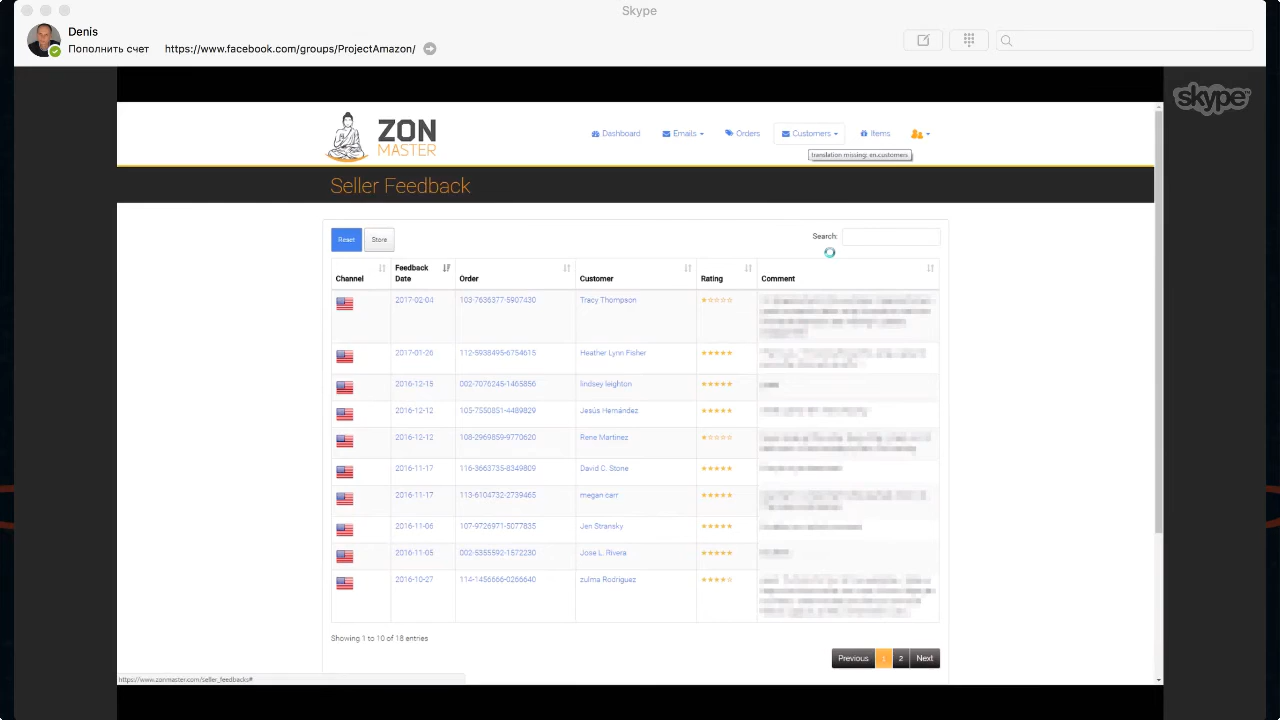 Skype
Denis
Пополнить счет https://www.facebook.com/groups/ProjectAmazon/
skype
ZON MASTER
Dashboard Emails Orders Customers Items
translation missing: en.customers
Seller Feedback
Reset Store Search:
Channel Feedback Date Order Customer Rating Comment
2017-02-04 103-7636377-5907430 Tracy Thompson
2017-01-26 112-5938495-6754615 Heather Lynn Fisher
2016-12-15 002-7076245-1465856 lindsey leighton
2016-12-12 105-7550851-4489829 Jesús Hernández
2016-12-12 108-2969859-9770620 Rene Martinez
2016-11-17 116-3663735-8349809 David C. Stone
2016-11-17 113-6104732-2739465 megan carr
2016-11-06 107-9726971-5077835 Jen Stransky
2016-11-05 002-5355592-1572230 Jose L. Rivera
2016-10-27 114-1456666-0266640 zulma Rodriguez
Showing 1 to 10 of 18 entries
Previous 1 2 Next
https://www.zonmaster.com/seller_feedbacks#